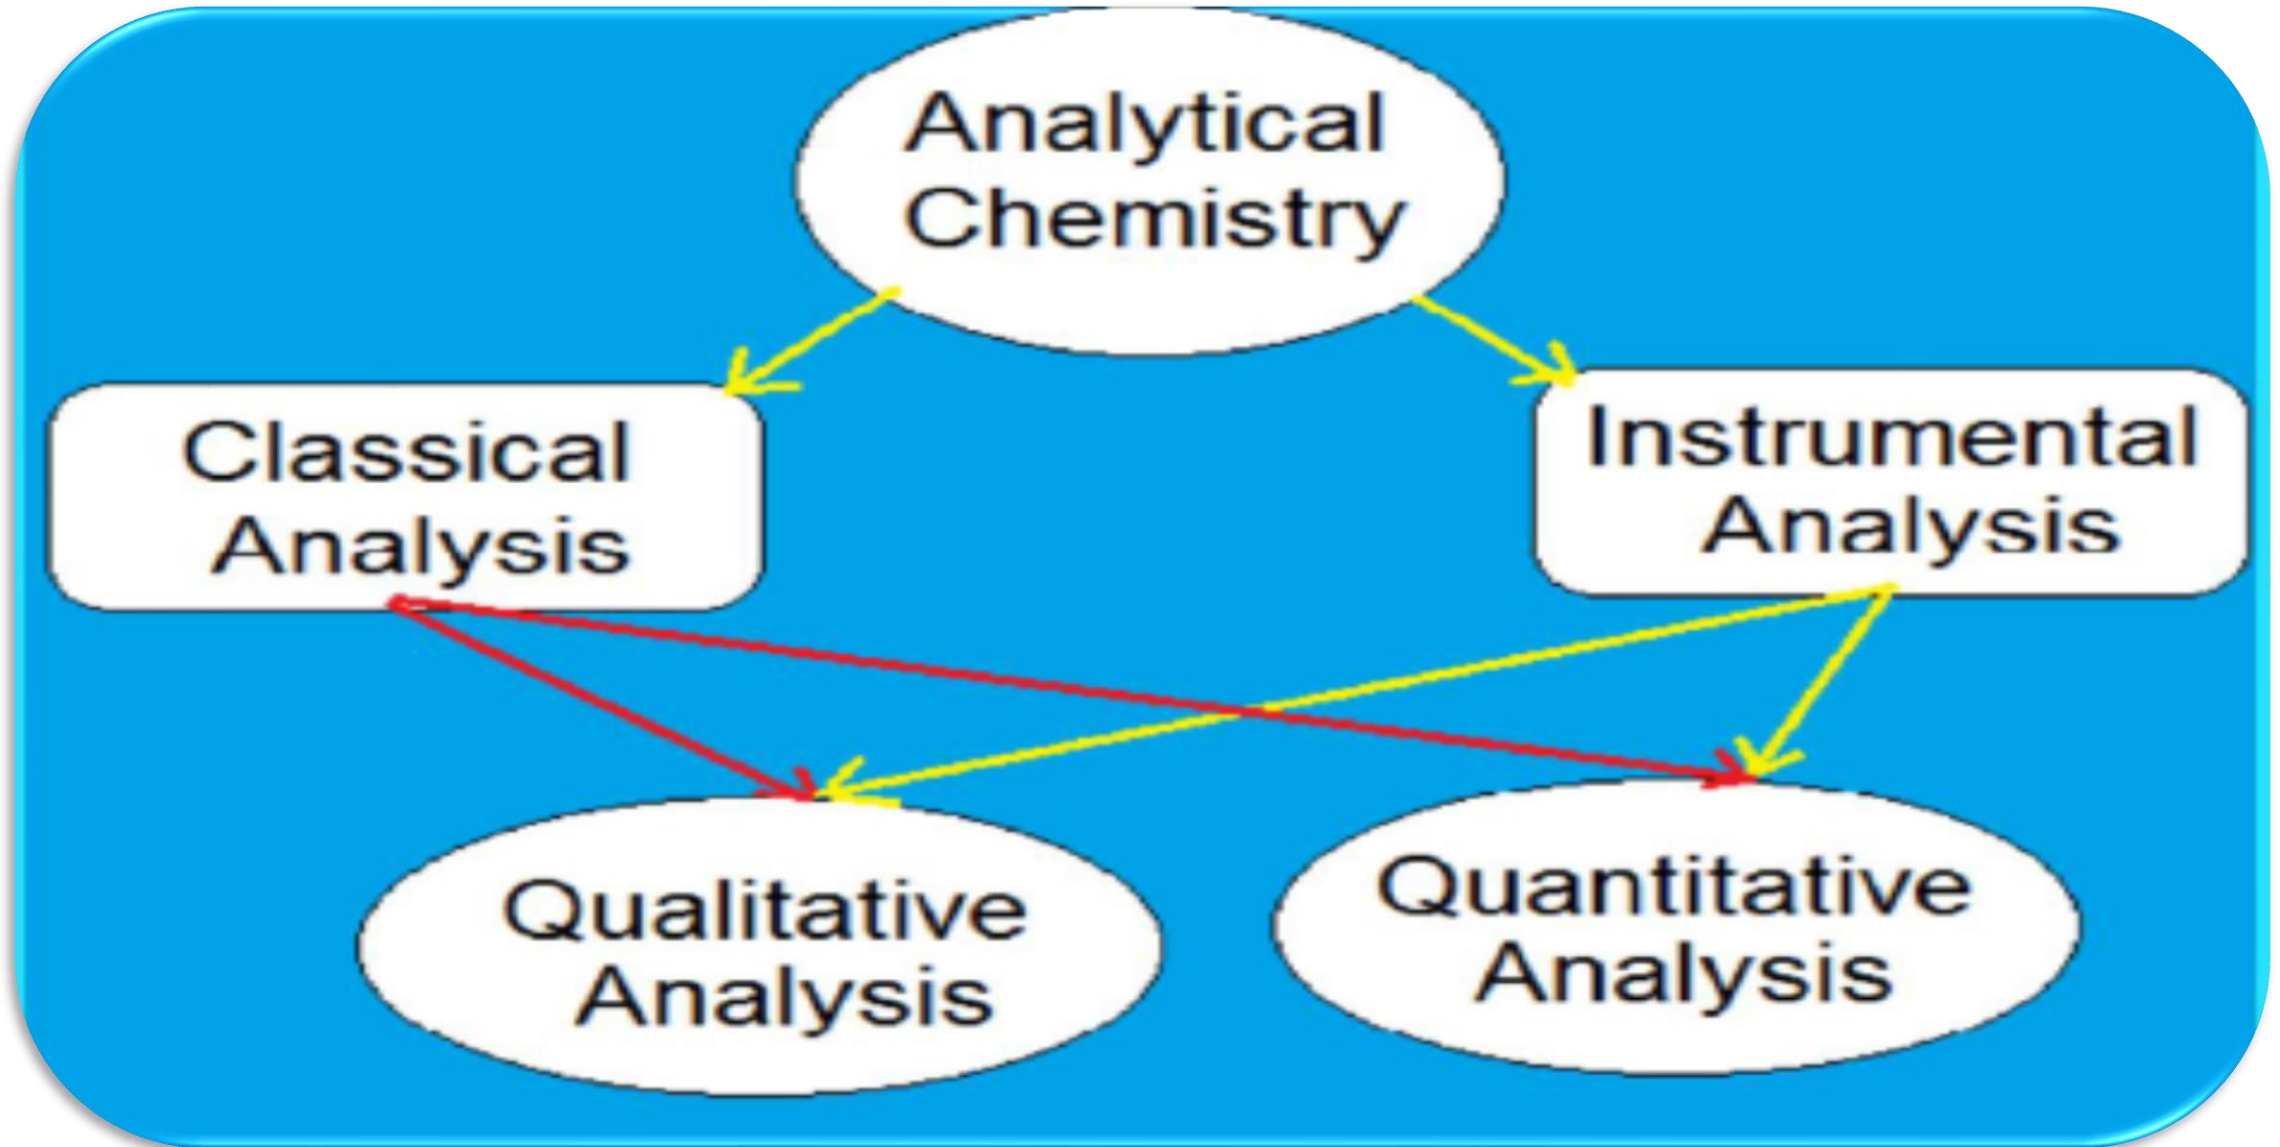 Analytical
Chemistry
Classical
Analysis
Instrumental
Analysis
Qualitative
Analysis
Quantitative
Analysis